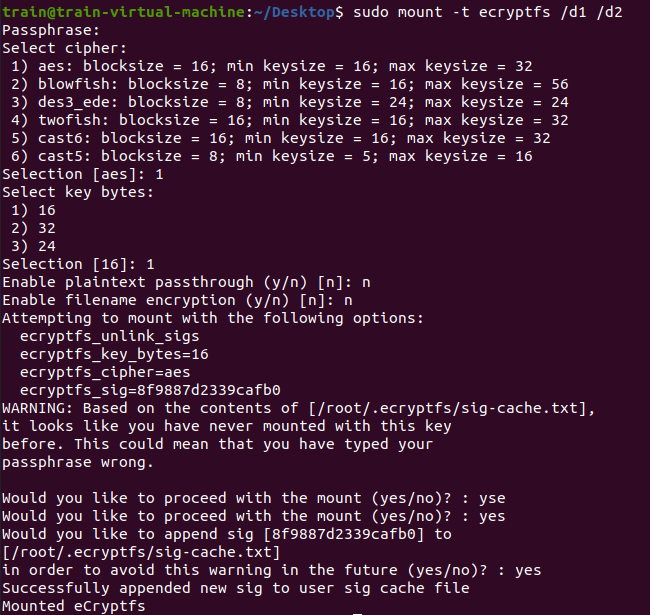 train@train-virtual-machine:~/Desktop$ sudo mount -t ecryptfs /d1 /d2
Passphrase:
Select cipher:
 1) aes: blocksize = 16; min keysize = 16; max keysize = 32
 2) blowfish: blocksize = 8; min keysize = 16; max keysize = 56
 3) des3_ede: blocksize = 8; min keysize = 24; max keysize = 24
 4) twofish: blocksize = 16; min keysize = 16; max keysize = 32
 5) cast6: blocksize = 16; min keysize = 16; max keysize = 32
 6) cast5: blocksize = 8; min keysize = 5; max keysize = 16
Selection [aes]: 1
Select key bytes:
 1) 16
 2) 32
 3) 24
Selection [16]: 1
Enable plaintext passthrough (y/n) [n]: n
Enable filename encryption (y/n) [n]: n
Attempting to mount with the following options:
  ecryptfs_unlink_sigs
  ecryptfs_key_bytes=16
  ecryptfs_cipher=aes
  ecryptfs_sig=8f9887d2339cafb0
WARNING: Based on the contents of [/root/.ecryptfs/sig-cache.txt],
it looks like you have never mounted with this key
before. This could mean that you have typed your
passphrase wrong.

Would you like to proceed with the mount (yes/no)? : yse
Would you like to proceed with the mount (yes/no)? : yes
Would you like to append sig [8f9887d2339cafb0] to
[/root/.ecryptfs/sig-cache.txt]
in order to avoid this warning in the future (yes/no)? : yes
Successfully appended new sig to user sig cache file
Mounted eCryptfs